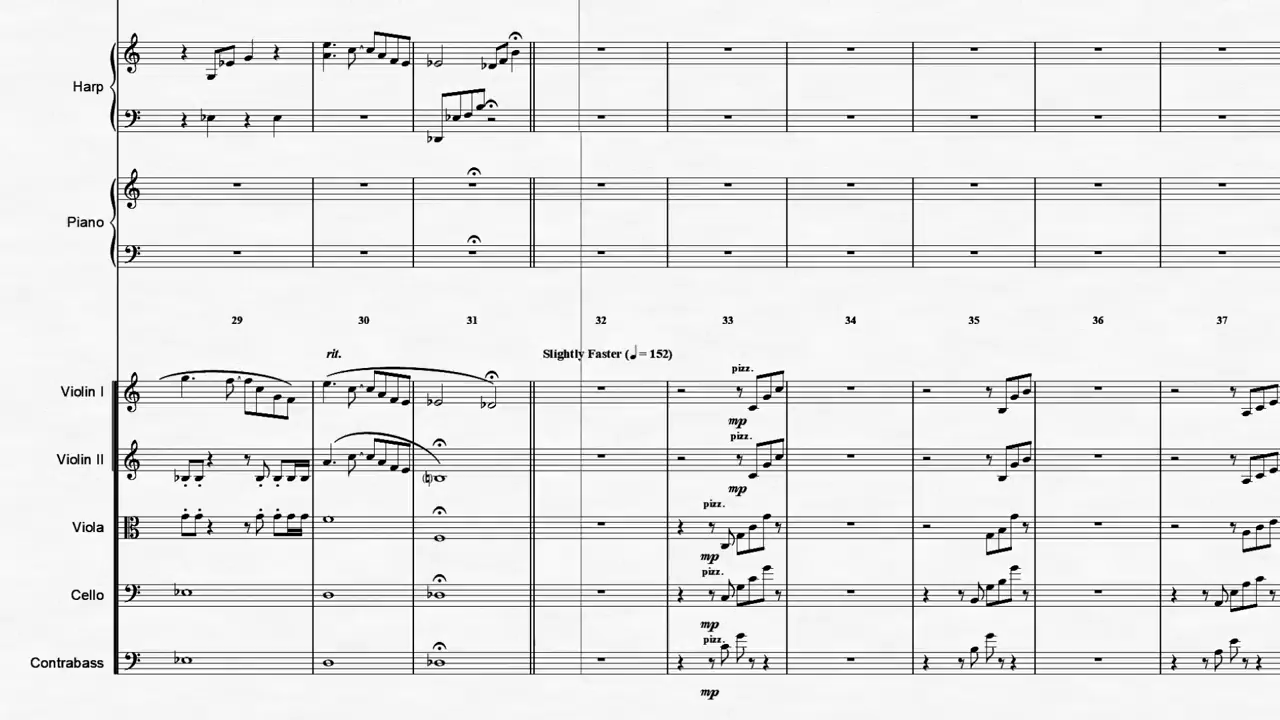 Harp
Piano
29 30 31 32 33 34 35 36 37
rit. Slightly Faster (♩ = 152)
pizz.
Violin I
mp
pizz.
Violin II
mp
pizz.
Viola
mp
pizz.
Cello
mp
pizz.
Contrabass
mp